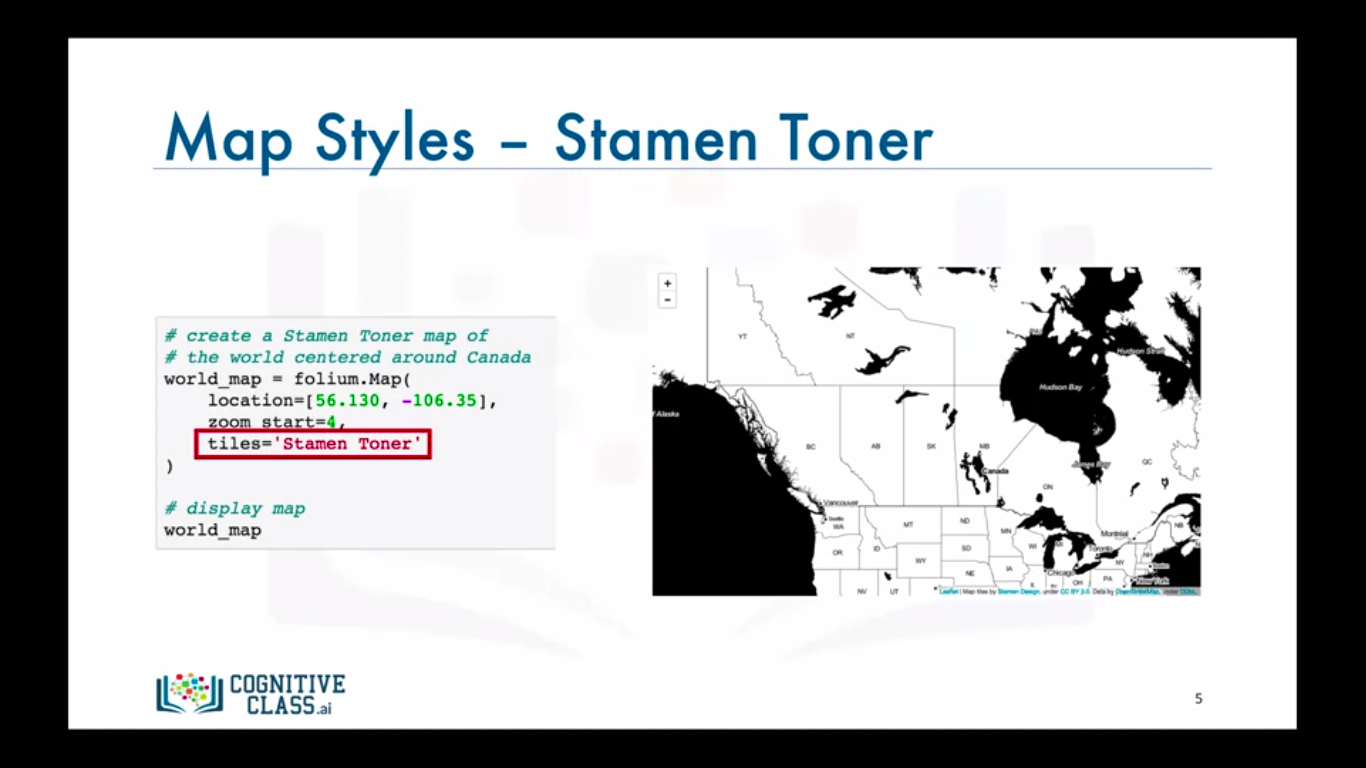 Map Styles – Stamen Toner
# create a Stamen Toner map of
# the world centered around Canada
world_map = folium.Map(
location=[56.130, -106.35],
zoom_start=4,
tiles='Stamen Toner'
)
# display map
world_map
+
−
YT
NT
Hudson Strait
Hudson Bay
f Alaska
BC
AB
SK
MB
QC
James Bay
Canada
ON
Vancouver
Seattle
WA
MT
ND
MN
Montréal
NB
OR
ID
WY
SD
WI
MI
Toronto
NH
NY
IA
Chicago
NE
OH
PA
New York
NV
UT
IL
IN
Leaflet | Map tiles by Stamen Design, under CC BY 3.0. Data by OpenStreetMap, under ODbL.
COGNITIVE
CLASS.ai
5